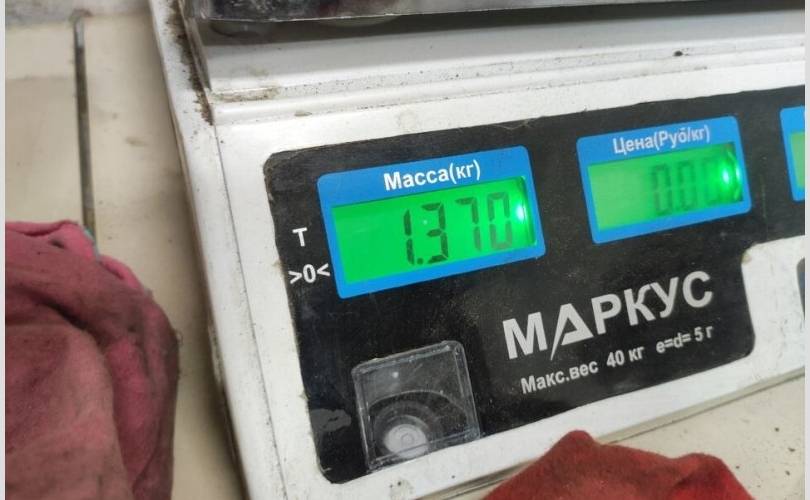 Масса(кг)
Цена(Руб/кг)
1.370
0.00
T
>0<
МАРКУС
Макс.вес 40 кг e=d= 5 г